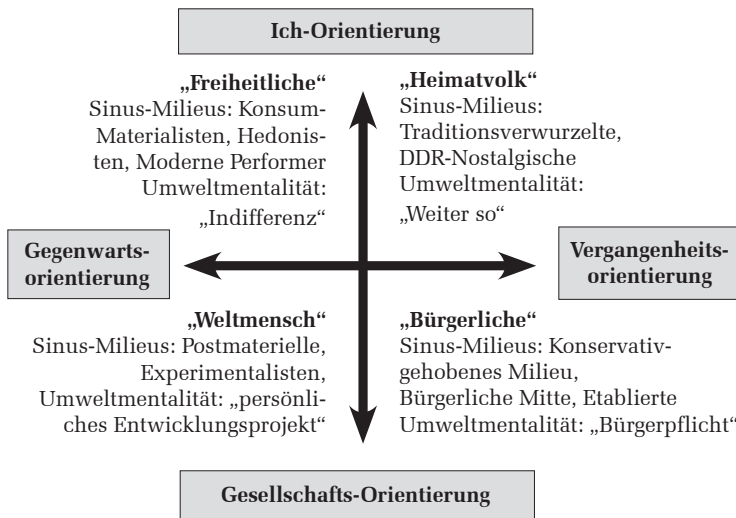 Ich-Orientierung
„Freiheitliche“
Sinus-Milieus: Konsum-
Materialisten, Hedonis-
ten, Moderne Performer
Umweltmentalität:
„Indifferenz“
„Heimatvolk“
Sinus-Milieus:
Traditionsverwurzelte,
DDR-Nostalgische
Umweltmentalität:
„Weiter so“
Gegenwarts-
orientierung
Vergangenheits-
orientierung
„Weltmensch“
Sinus-Milieus: Postmaterielle,
Experimentalisten,
Umweltmentalität: „persönli-
ches Entwicklungsprojekt“
„Bürgerliche“
Sinus-Milieus: Konservativ-
gehobenes Milieu,
Bürgerliche Mitte, Etablierte
Umweltmentalität: „Bürgerpflicht“
Gesellschafts-Orientierung